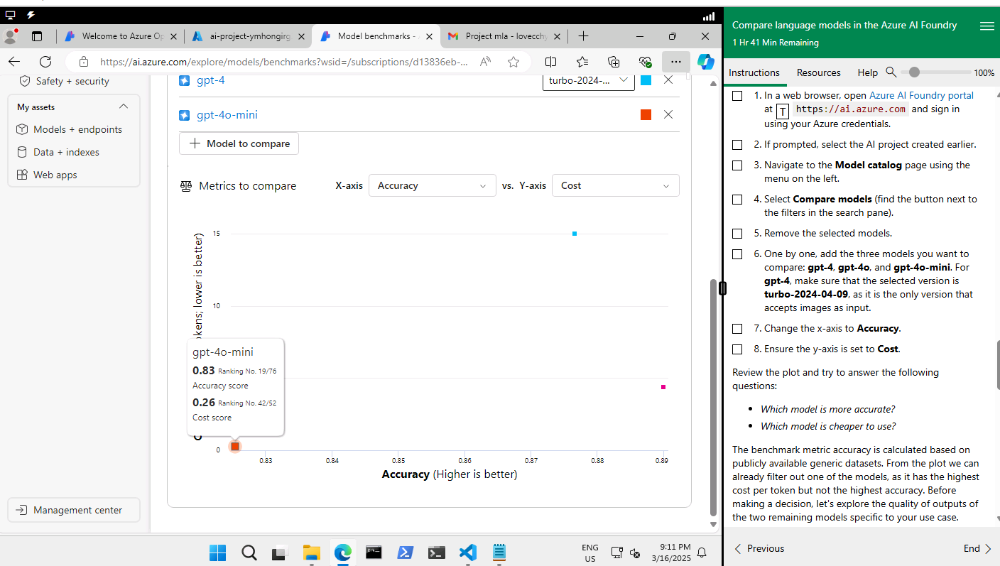 Welcome to Azure Op
ai-project-ymhongirg
Model benchmarks -
Project mla - lovecchy
https://ai.azure.com/explore/models/benchmarks?wsid=/subscriptions/d13836eb-...
Safety + security
My assets
Models + endpoints
Data + indexes
Web apps
Management center
gpt-4
turbo-2024-...
gpt-4o-mini
Model to compare
Metrics to compare
X-axis
Accuracy
vs. Y-axis
Cost
15
10
0
okens; lower is better)
gpt-4o-mini
0.83 Ranking No. 19/76
Accuracy score
0.26 Ranking No. 42/52
Cost score
0.83
0.84
0.85
0.86
0.87
0.88
0.89
Accuracy (Higher is better)
ENG
US
9:11 PM
3/16/2025
Compare language models in the Azure AI Foundry
1 Hr 41 Min Remaining
Instructions
Resources
Help
100%
1. In a web browser, open Azure AI Foundry portal
at T https://ai.azure.com and sign in
using your Azure credentials.
2. If prompted, select the AI project created earlier.
3. Navigate to the Model catalog page using the
menu on the left.
4. Select Compare models (find the button next to
the filters in the search pane).
5. Remove the selected models.
6. One by one, add the three models you want to
compare: gpt-4, gpt-4o, and gpt-4o-mini. For
gpt-4, make sure that the selected version is
turbo-2024-04-09, as it is the only version that
accepts images as input.
7. Change the x-axis to Accuracy.
8. Ensure the y-axis is set to Cost.
Review the plot and try to answer the following
questions:
• Which model is more accurate?
• Which model is cheaper to use?
The benchmark metric accuracy is calculated based on
publicly available generic datasets. From the plot we can
already filter out one of the models, as it has the highest
cost per token but not the highest accuracy. Before
making a decision, let's explore the quality of outputs of
the two remaining models specific to your use case.
Previous
End